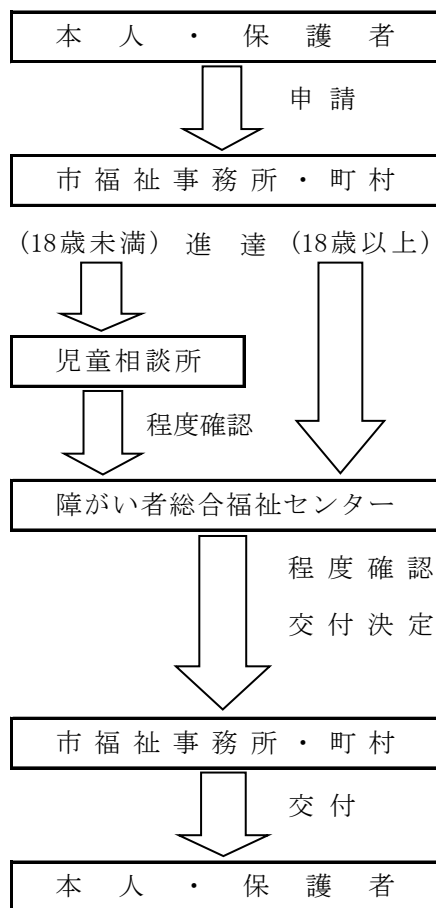 本人・保護者
申請
市福祉事務所・町村
(18歳未満) 進達 (18歳以上)
児童相談所
程度確認
障がい者総合福祉センター
程度確認
交付決定
市福祉事務所・町村
交付
本人・保護者